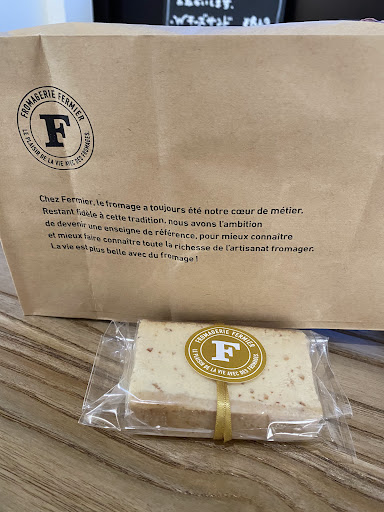 FROMAGERIE FERMIER
F
LE PLAISIR DE LA VIE AVEC DES FROMAGES.
Chez Fermier, le fromage a toujours été notre cœur de métier.
Restant fidèle à cette tradition, nous avons l'ambition
de devenir une enseigne de référence, pour mieux connaître
et mieux faire connaître toute la richesse de l'artisanat fromager.
La vie est plus belle avec du fromage !
FROMAGERIE FERMIER
F
LE PLAISIR DE LA VIE AVEC DES FROMAGES.